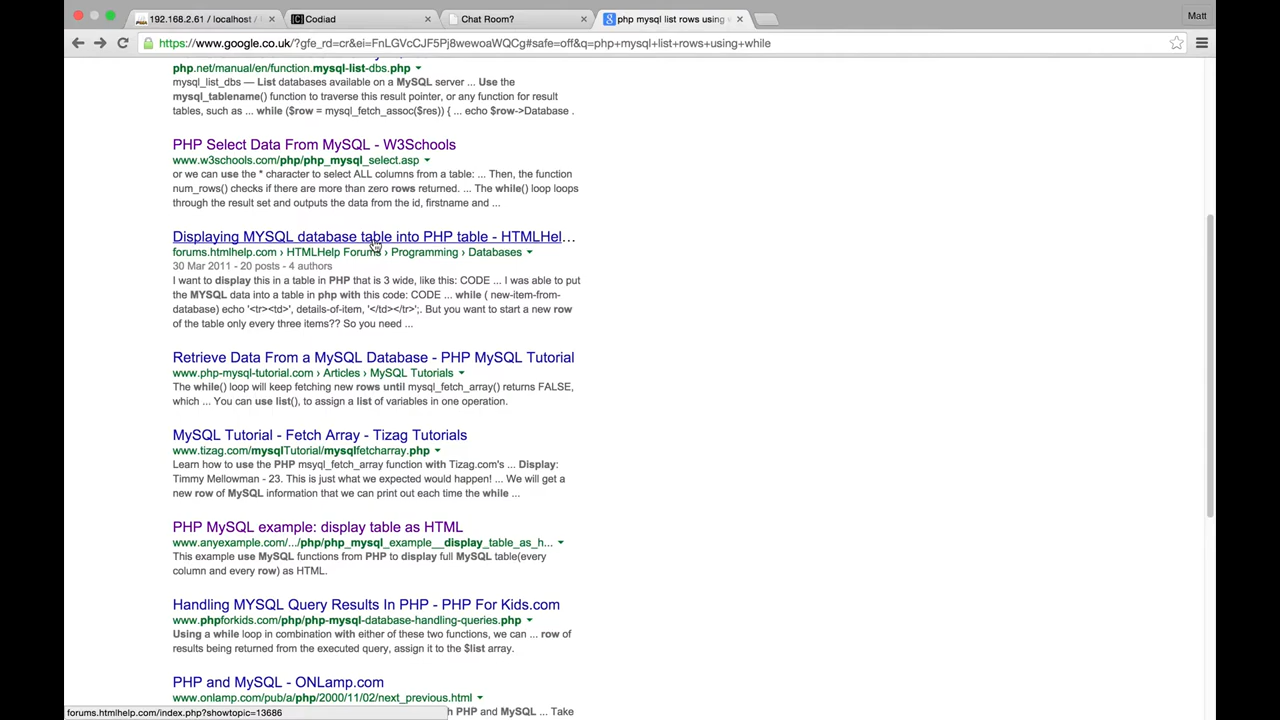 192.168.2.61 / localhost /
Codiad
Chat Room?
php mysql list rows using
Matt
https://www.google.co.uk/?gfe_rd=cr&ei=FnLGVcCJF5Pj8wewoaWQCg#safe=off&q=php+mysql+list+rows+using+while
php.net/manual/en/function.mysql-list-dbs.php
mysql_list_dbs — List databases available on a MySQL server ... Use the
mysql_tablename() function to traverse this result pointer, or any function for result
tables, such as ... while ($row = mysql_fetch_assoc($res)) { ... echo $row->Database .
PHP Select Data From MySQL - W3Schools
www.w3schools.com/php/php_mysql_select.asp
or we can use the * character to select ALL columns from a table: ... Then, the function
num_rows() checks if there are more than zero rows returned. ... The while() loop loops
through the result set and outputs the data from the id, firstname and ...
Displaying MYSQL database table into PHP table - HTMLHel...
forums.htmlhelp.com › HTMLHelp Forums › Programming › Databases
30 Mar 2011 - 20 posts - 4 authors
I want to display this in a table in PHP that is 3 wide, like this: CODE ... I was able to put
the MYSQL data into a table in php with this code: CODE ... while ( new-item-from-
database) echo '<tr><td>', details-of-item, '</td></tr>';. But you want to start a new row
of the table only every three items?? So you need ...
Retrieve Data From a MySQL Database - PHP MySQL Tutorial
www.php-mysql-tutorial.com › Articles › MySQL Tutorials
The while() loop will keep fetching new rows until mysql_fetch_array() returns FALSE,
which ... You can use list(), to assign a list of variables in one operation.
MySQL Tutorial - Fetch Array - Tizag Tutorials
www.tizag.com/mysqlTutorial/mysqlfetcharray.php
Learn how to use the PHP msyql_fetch_array function with Tizag.com's ... Display:
Timmy Mellowman - 23. This is just what we expected would happen! ... We will get a
new row of MySQL information that we can print out each time the while ...
PHP MySQL example: display table as HTML
www.anyexample.com/.../php/php_mysql_example__display_table_as_h...
This example use MySQL functions from PHP to display full MySQL table(every
column and every row) as HTML.
Handling MYSQL Query Results In PHP - PHP For Kids.com
www.phpforkids.com/php/php-mysql-database-handling-queries.php
Using a while loop in combination with either of these two functions, we can ... row of
results being returned from the executed query, assign it to the $list array.
PHP and MySQL - ONLamp.com
www.onlamp.com/pub/a/php/2000/11/02/next_previous.html
forums.htmlhelp.com/index.php?showtopic=13686
h PHP and MySQL ... Take